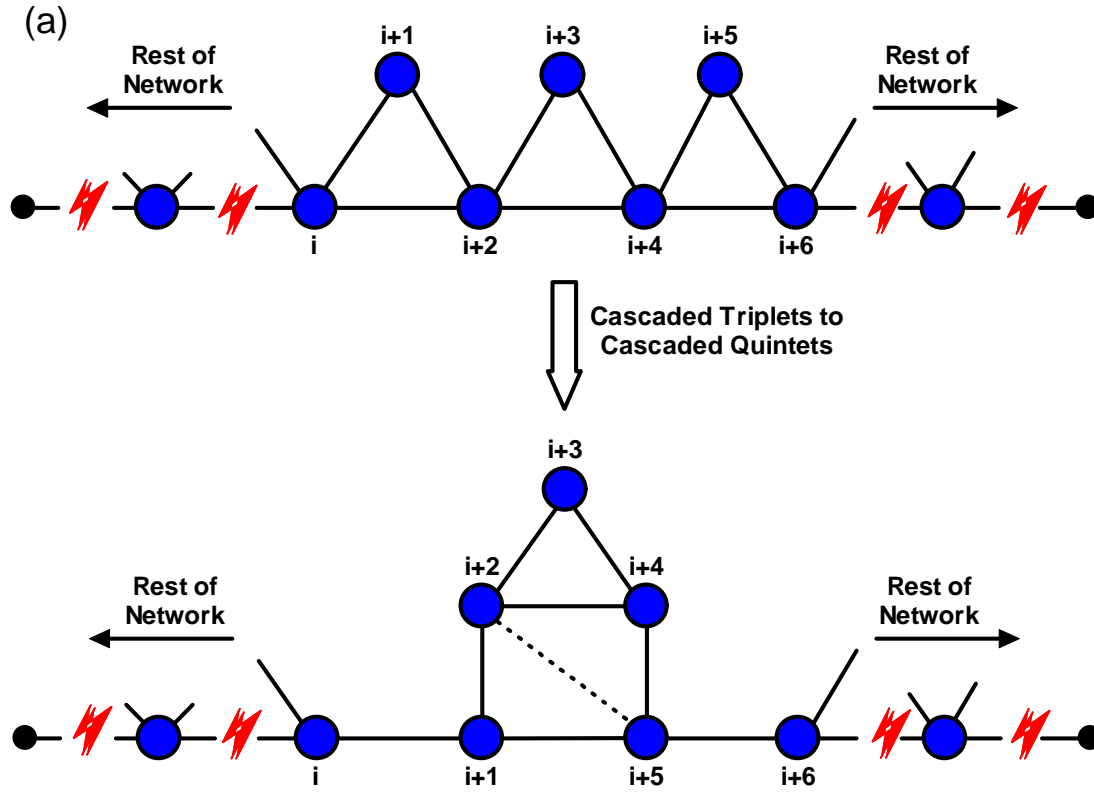 (a)
i+1 i+3 i+5
Rest of
Network
Rest of
Network
i i+2 i+4 i+6
Cascaded Triplets to
Cascaded Quintets
i+3
i+2 i+4
Rest of
Network
Rest of
Network
i i+1 i+5 i+6